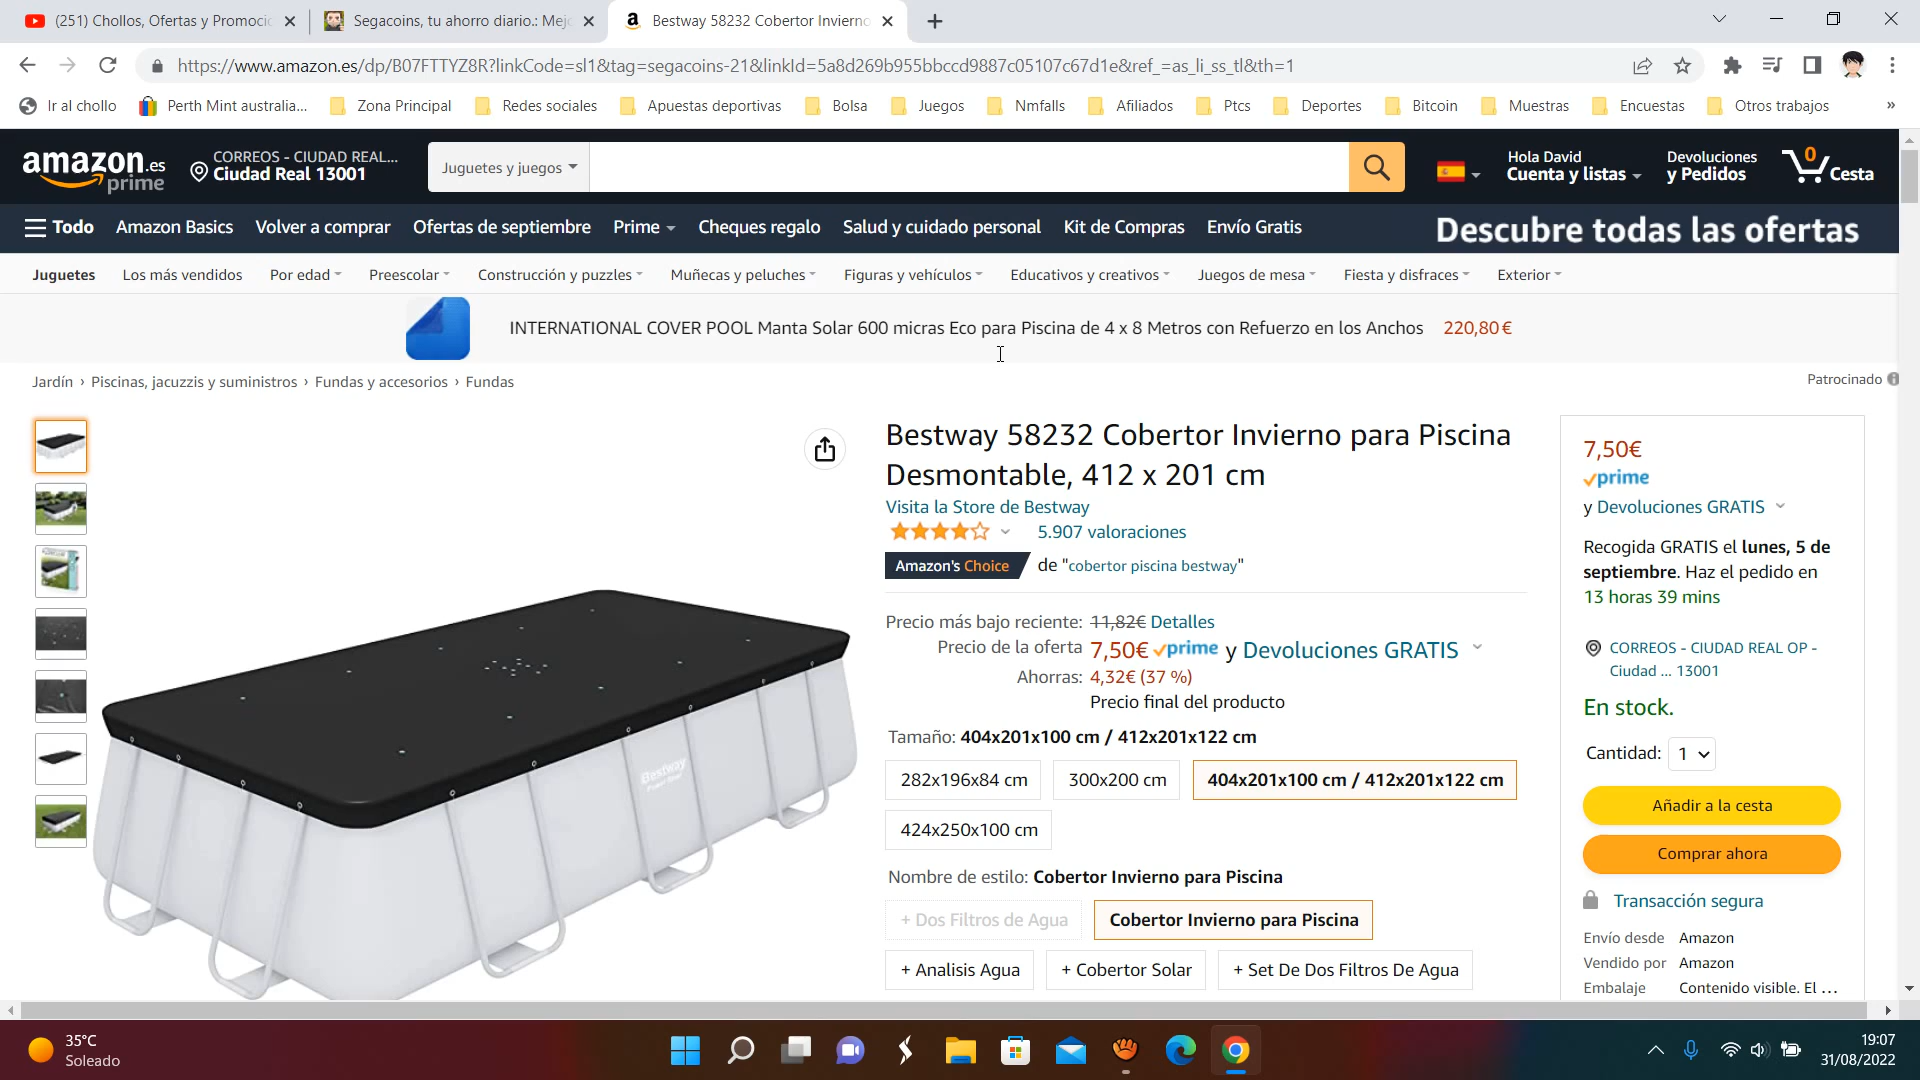 (251) Chollos, Ofertas y Promocic
Segacoins, tu ahorro diario.: Mejo
Bestway 58232 Cobertor Invierno
https://www.amazon.es/dp/B07FTTYZ8R?linkCode=sl1&tag=segacoins-21&linkId=5a8d269b955bbccd9887c05107c67d1e&ref_=as_li_ss_tl&th=1
Ir al chollo
Perth Mint australia...
Zona Principal
Redes sociales
Apuestas deportivas
Bolsa
Juegos
Nmfalls
Afiliados
Ptcs
Deportes
Bitcoin
Muestras
Encuestas
Otros trabajos
»
amazon.es
prime
CORREOS - CIUDAD REAL...
Ciudad Real 13001
Juguetes y juegos
Hola David
Cuenta y listas
Devoluciones
y Pedidos
0
Cesta
Todo
Amazon Basics
Volver a comprar
Ofertas de septiembre
Prime
Cheques regalo
Salud y cuidado personal
Kit de Compras
Envío Gratis
Descubre todas las ofertas
Juguetes
Los más vendidos
Por edad
Preescolar
Construcción y puzzles
Muñecas y peluches
Figuras y vehículos
Educativos y creativos
Juegos de mesa
Fiesta y disfraces
Exterior
INTERNATIONAL COVER POOL Manta Solar 600 micras Eco para Piscina de 4 x 8 Metros con Refuerzo en los Anchos 220,80 €
Jardín › Piscinas, jacuzzis y suministros › Fundas y accesorios › Fundas
Patrocinado
Bestway 58232 Cobertor Invierno para Piscina
Desmontable, 412 x 201 cm
Visita la Store de Bestway
5.907 valoraciones
Amazon's Choice de "cobertor piscina bestway"
Precio más bajo reciente: 11,82€ Detalles
Precio de la oferta 7,50€ prime y Devoluciones GRATIS
Ahorras: 4,32€ (37 %)
Precio final del producto
Tamaño: 404x201x100 cm / 412x201x122 cm
282x196x84 cm
300x200 cm
404x201x100 cm / 412x201x122 cm
424x250x100 cm
Nombre de estilo: Cobertor Invierno para Piscina
+ Dos Filtros de Agua
Cobertor Invierno para Piscina
+ Analisis Agua
+ Cobertor Solar
+ Set De Dos Filtros De Agua
Bestway
7,50€
prime
y Devoluciones GRATIS
Recogida GRATIS el lunes, 5 de
septiembre. Haz el pedido en
13 horas 39 mins
CORREOS - CIUDAD REAL OP -
Ciudad ... 13001
En stock.
Cantidad: 1
Añadir a la cesta
Comprar ahora
Transacción segura
Envío desde Amazon
Vendido por Amazon
Embalaje Contenido visible. El ...
35°C
Soleado
19:07
31/08/2022